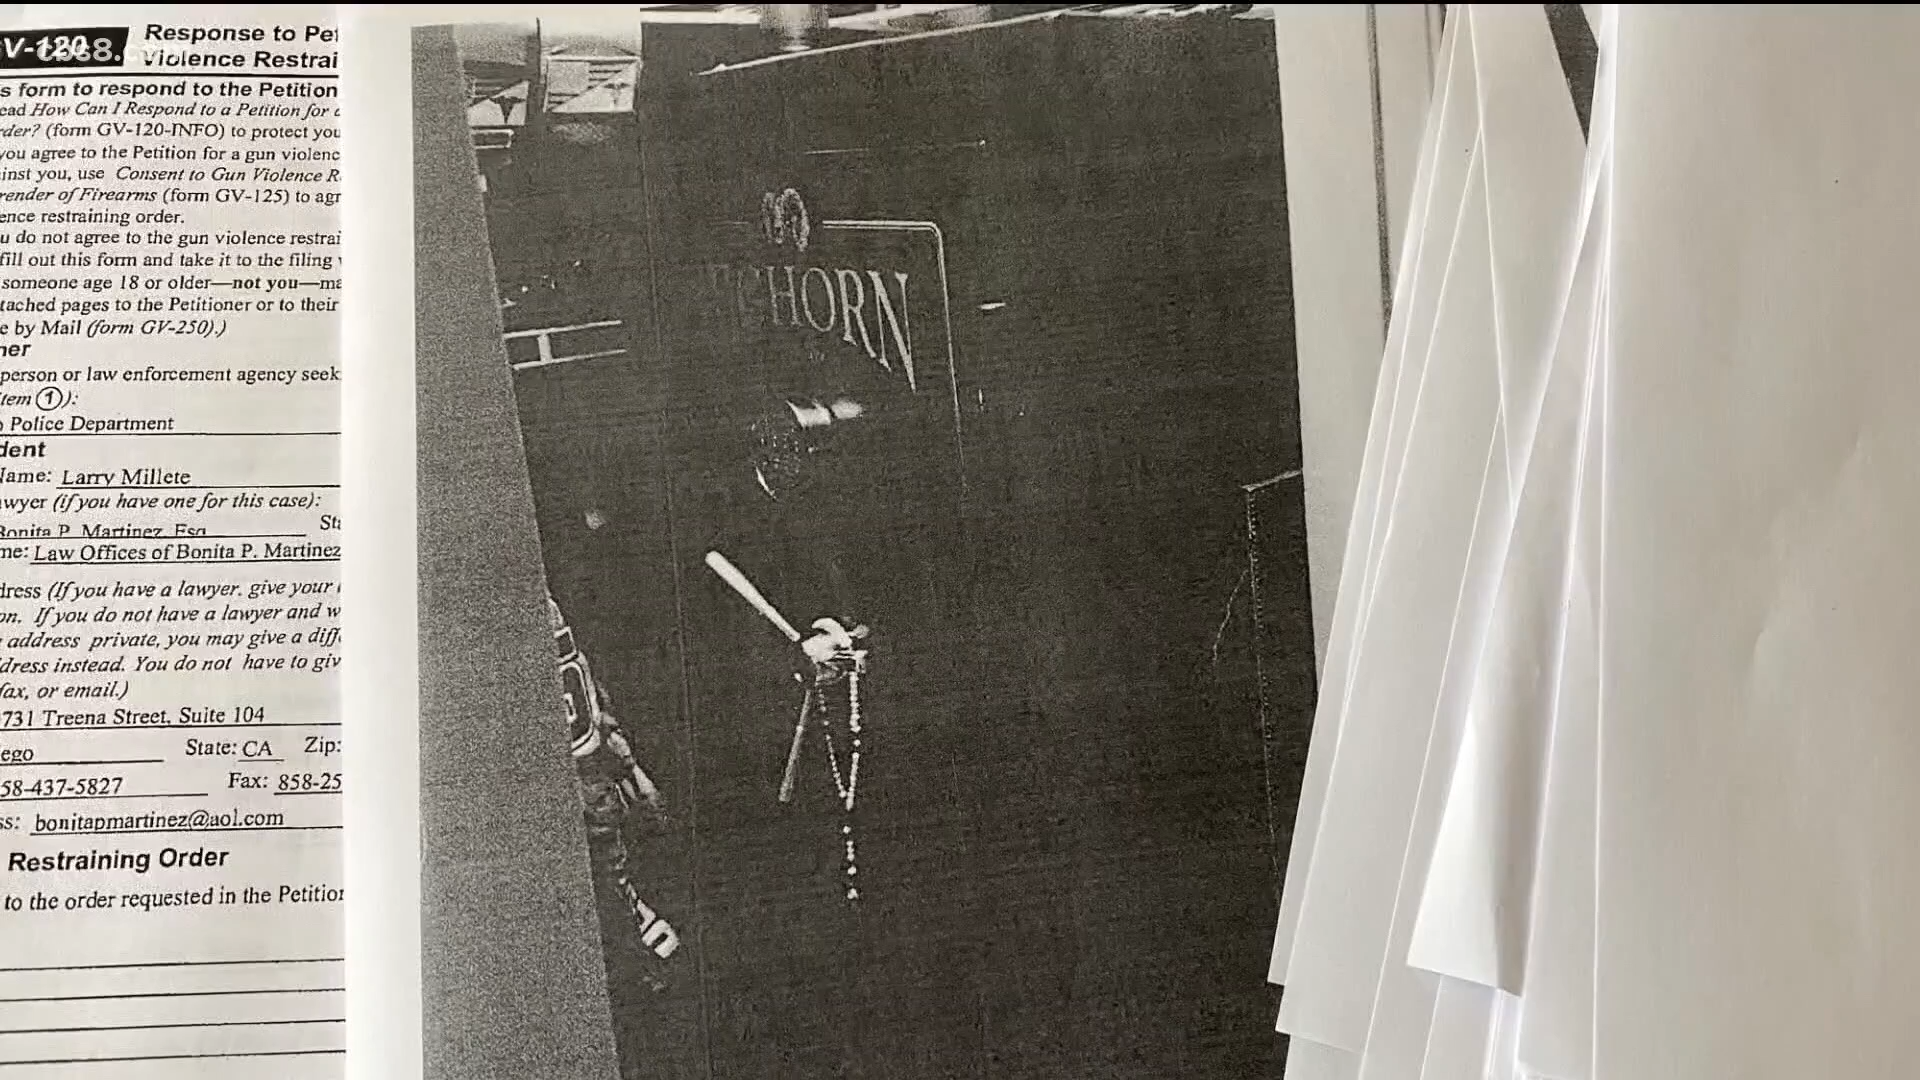 V-120
cbs8.com
Response to Pet
Violence Restrai
s form to respond to the Petition
ead How Can I Respond to a Petition for a
rder? (form GV-120-INFO) to protect you
you agree to the Petition for a gun violenc
inst you, use Consent to Gun Violence R
render of Firearms (form GV-125) to agr
ence restraining order.
u do not agree to the gun violence restrai
fill out this form and take it to the filing
someone age 18 or older—not you—ma
tached pages to the Petitioner or to their
e by Mail (form GV-250).)
ner
person or law enforcement agency seek
tem ①):
Police Department
dent
Name: Larry Millete
awyer (if you have one for this case):
Bonita P. Martinez, Esq. Sta
me: Law Offices of Bonita P. Martinez
dress (If you have a lawyer, give your
on. If you do not have a lawyer and w
address private, you may give a diffe
dress instead. You do not have to giv
fax, or email.)
731 Treena Street, Suite 104
ego State: CA Zip:
58-437-5827 Fax: 858-25
ss: bonitapmartinez@aol.com
Restraining Order
to the order requested in the Petition
HORN